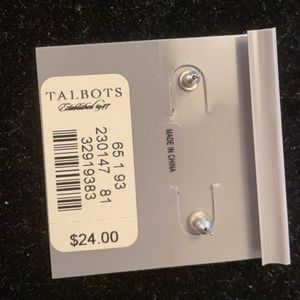 TALBOTS
Established 1947
65 1 93
230147 81
32919383
$24.00
MADE IN CHINA